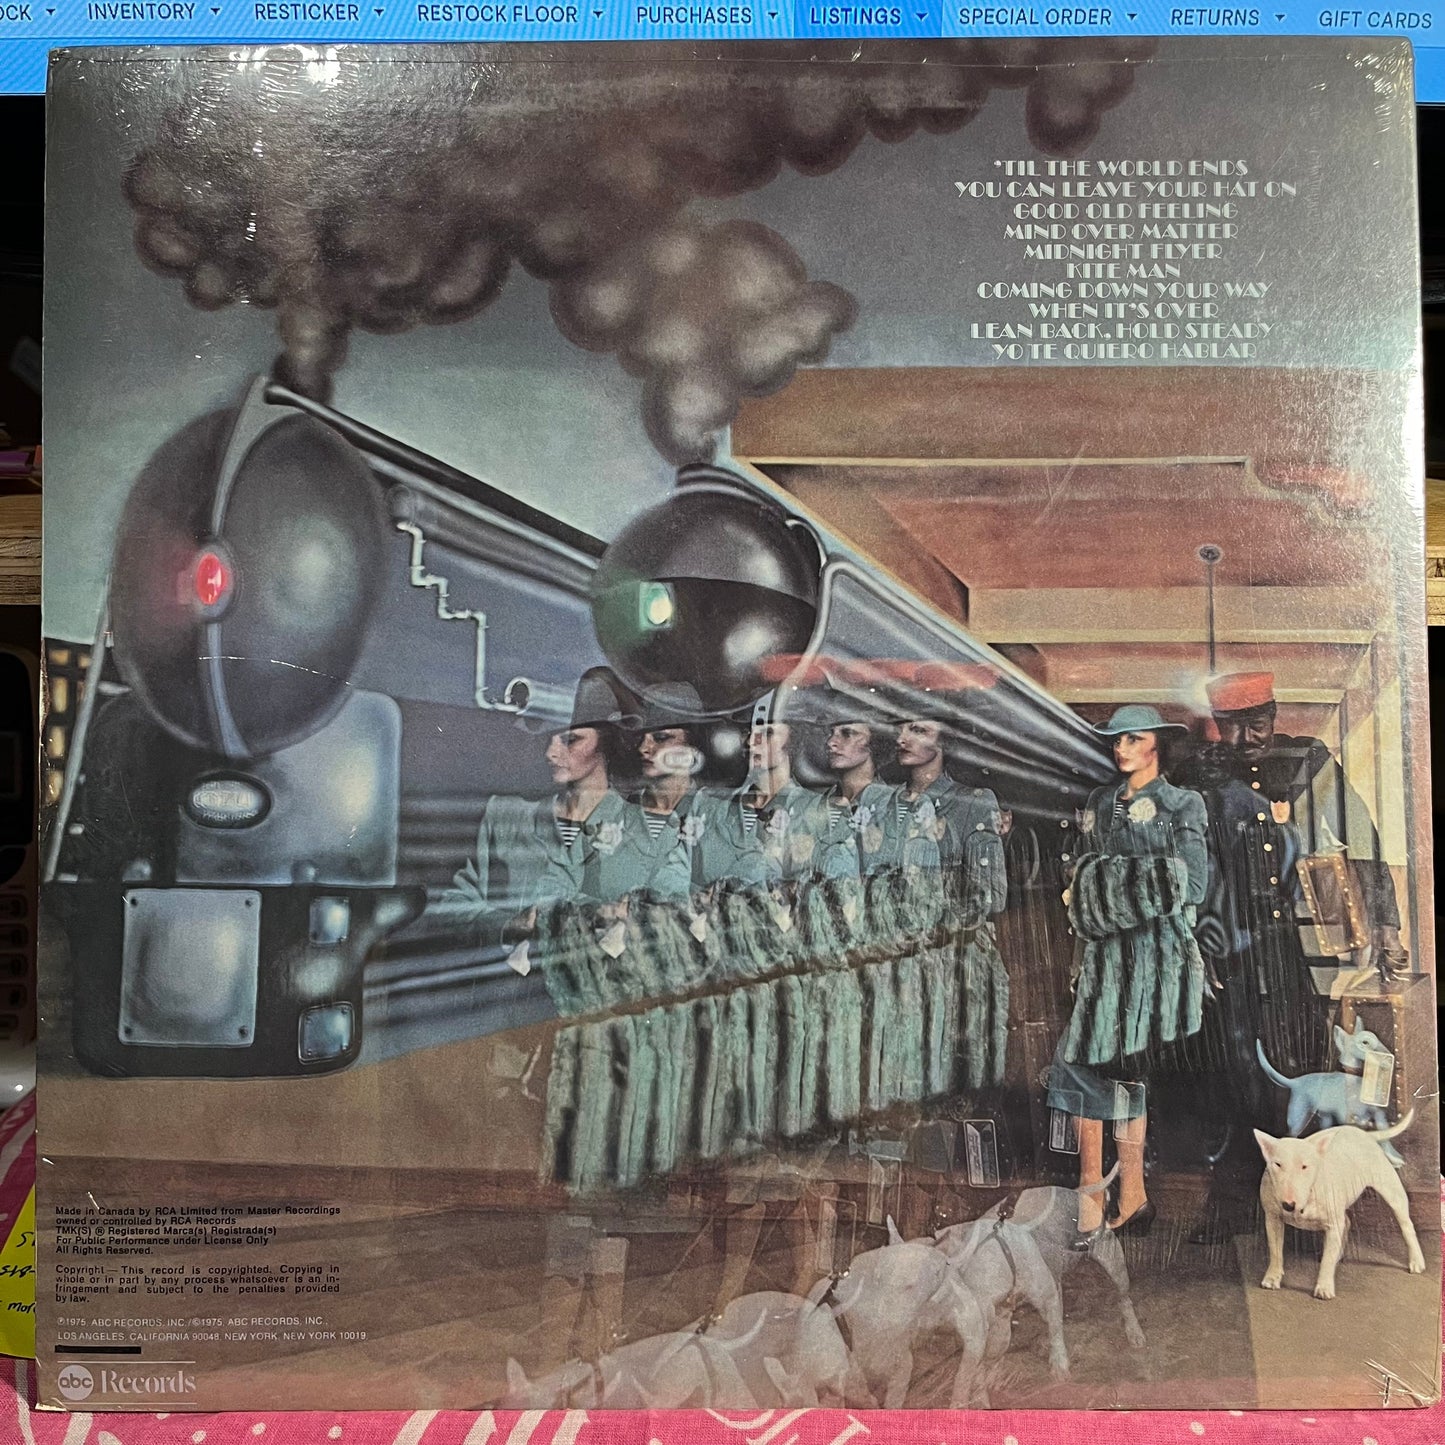 INVENTORY
RESTICKER
RESTOCK FLOOR
PURCHASES
LISTINGS
SPECIAL ORDER
RETURNS
GIFT CARDS
'TIL THE WORLD ENDS
YOU CAN LEAVE YOUR HAT ON
GOOD OLD FEELING
MIND OVER MATTER
MIDNIGHT FLYER
KITE MAN
COMING DOWN YOUR WAY
WHEN IT'S OVER
LEAN BACK, HOLD STEADY
YO TE QUIERO HABLAR
Made in Canada by RCA Limited from Master Recordings
owned or controlled by RCA Records
TMK(S) ® Registered Marca(s) Registrada(s)
For Public Performance under License Only
All Rights Reserved.
Copyright — This record is copyrighted. Copying in
whole or in part by any process whatsoever is an in-
fringement and subject to the penalties provided
by law.
℗1975, ABC RECORDS, INC./©1975, ABC RECORDS, INC.,
LOS ANGELES, CALIFORNIA 90048, NEW YORK, NEW YORK 10019
abc Records